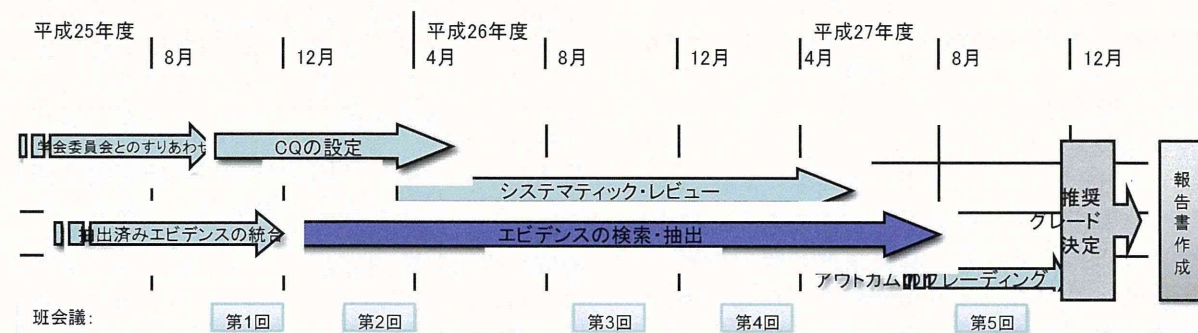 平成25年度
平成26年度
平成27年度
8月
12月
4月
8月
12月
4月
8月
12月
学会委員会とのすりあわせ
CQの設定
システマティック・レビュー
抽出済みエビデンスの統合
エビデンスの検索・抽出
アウトカムのグレーディング
推奨
グレード
決定
報告書作成
班会議:
第1回
第2回
第3回
第4回
第5回